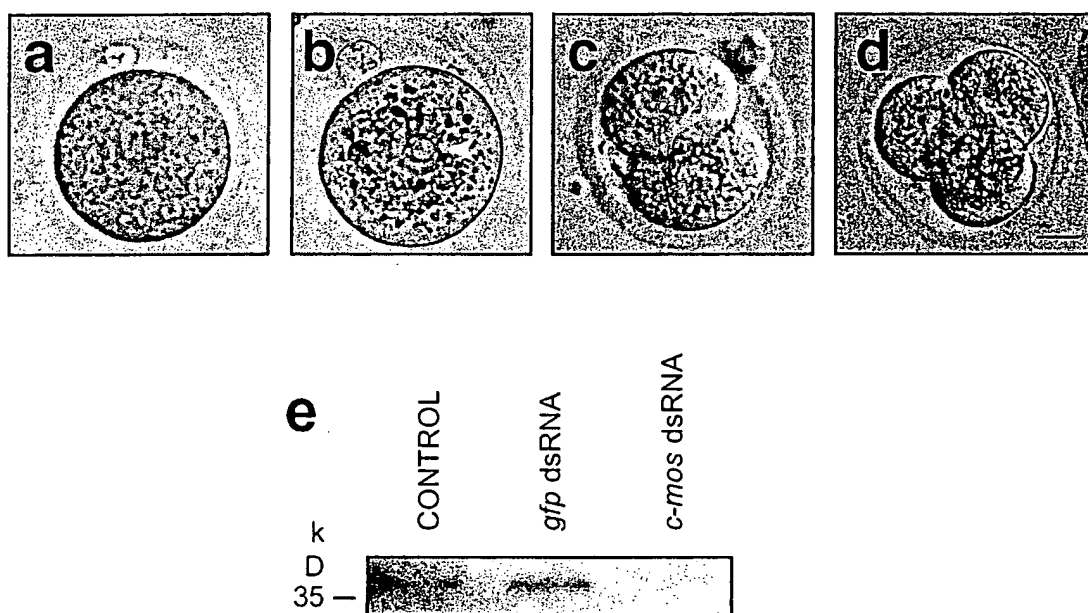 a b c d
e
CONTROL
gfp dsRNA
c-mos dsRNA
k
D
35